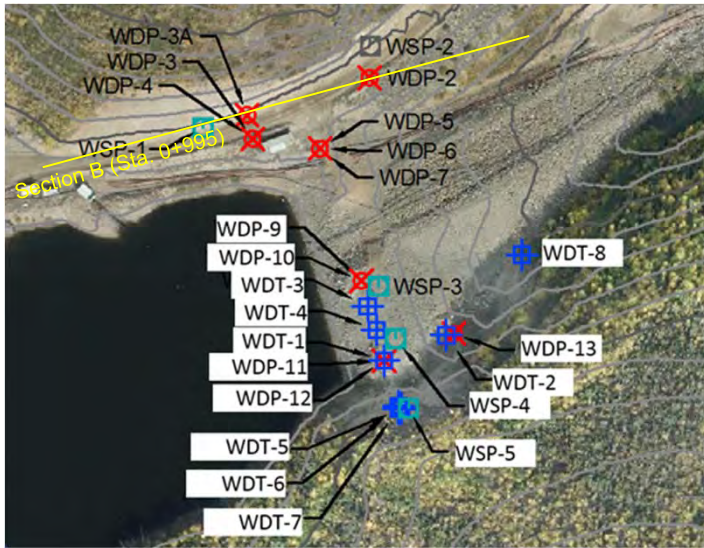 WDP-3A
WSP-2
WDP-3
WDP-2
WDP-4
WDP-5
WSP-1
WDP-6
Section B (Sta. 0+995)
WDP-7
WDP-9
WDP-10
WDT-8
WDT-3
WSP-3
WDT-4
WDT-1
WDP-13
WDP-11
WDT-2
WDP-12
WSP-4
WDT-5
WSP-5
WDT-6
WDT-7